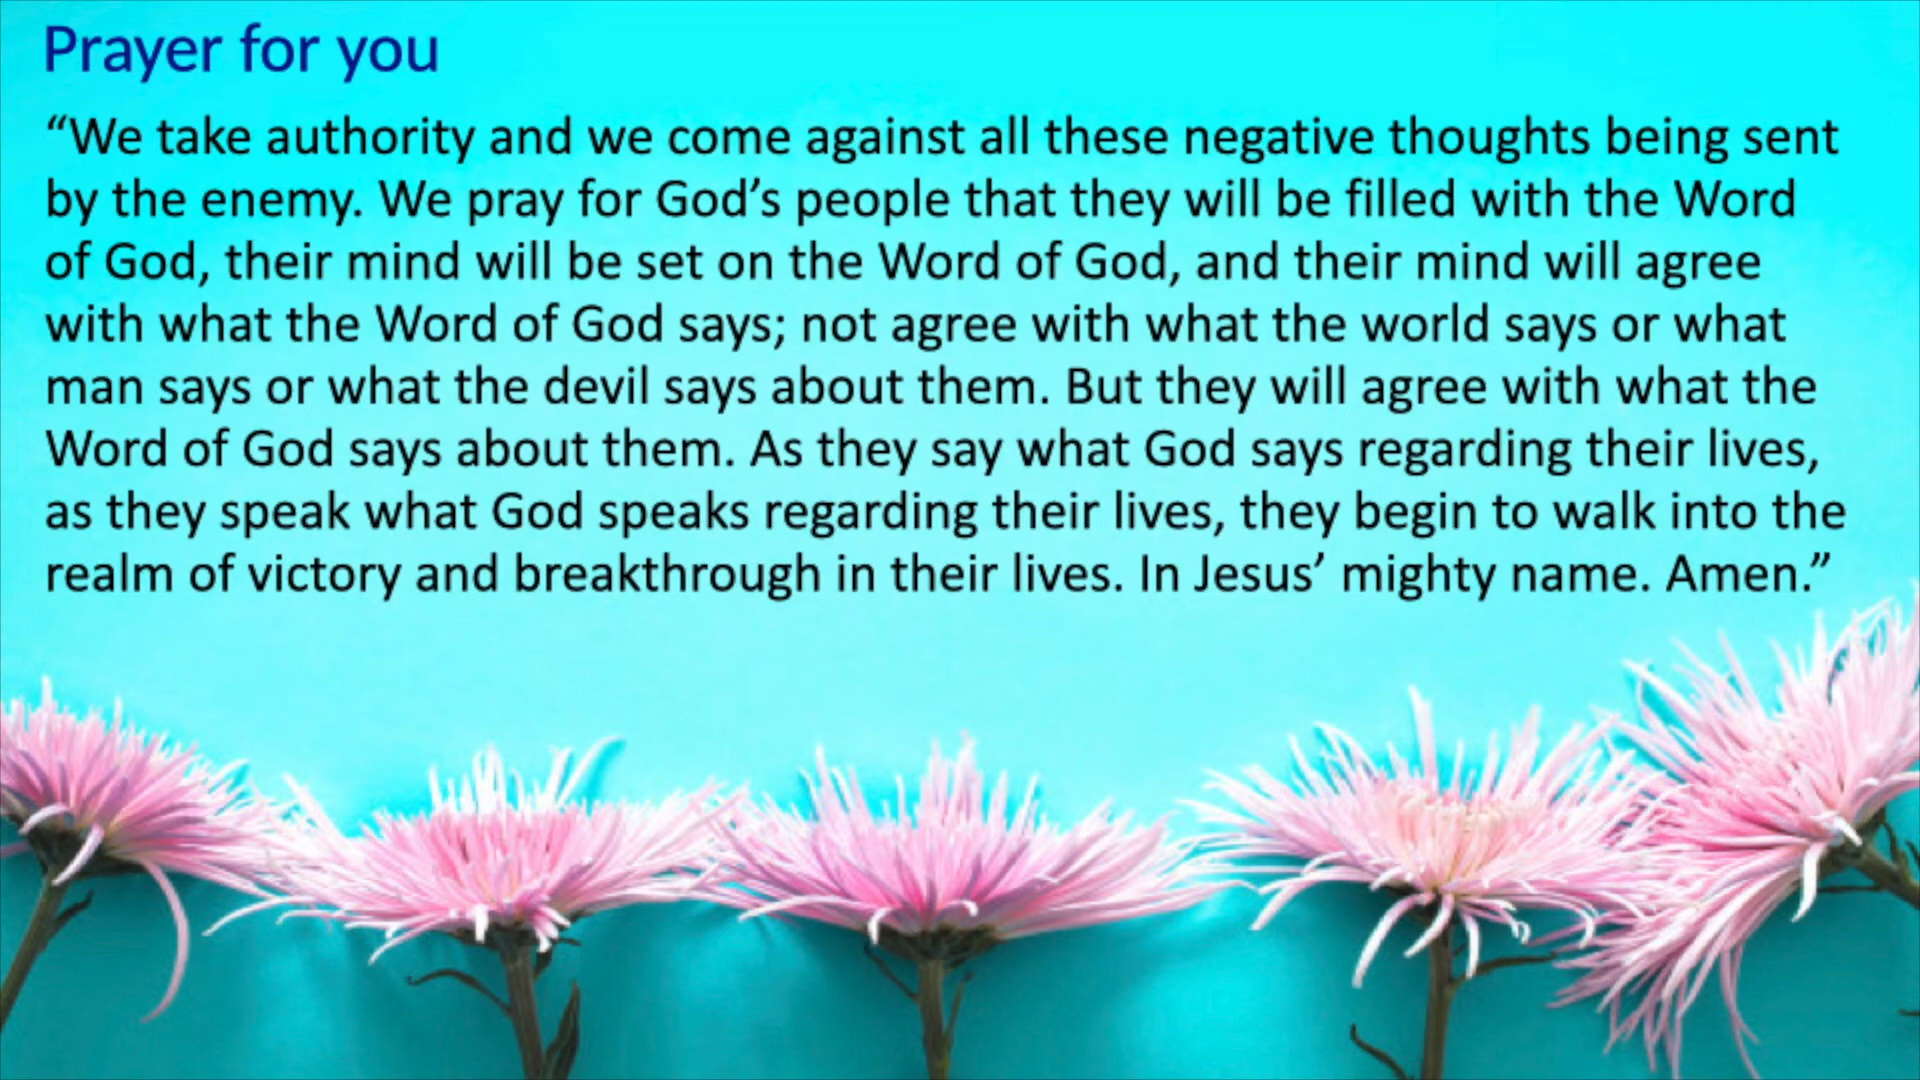 Prayer for you
“We take authority and we come against all these negative thoughts being sent
by the enemy. We pray for God’s people that they will be filled with the Word
of God, their mind will be set on the Word of God, and their mind will agree
with what the Word of God says; not agree with what the world says or what
man says or what the devil says about them. But they will agree with what the
Word of God says about them. As they say what God says regarding their lives,
as they speak what God speaks regarding their lives, they begin to walk into the
realm of victory and breakthrough in their lives. In Jesus’ mighty name. Amen.”